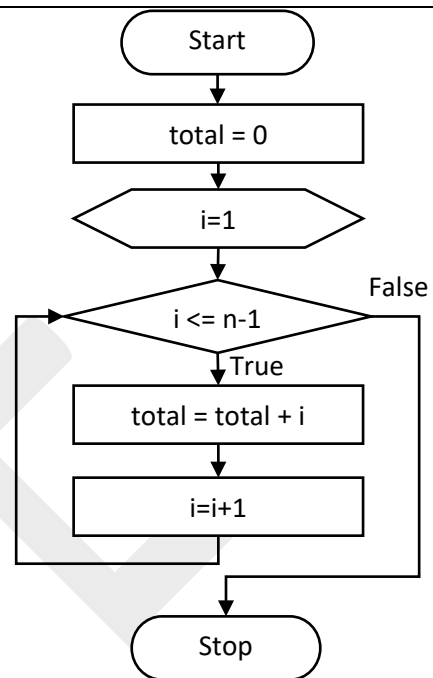 Start
total = 0
i=1
i <= n-1
False
True
total = total + i
i=i+1
Stop